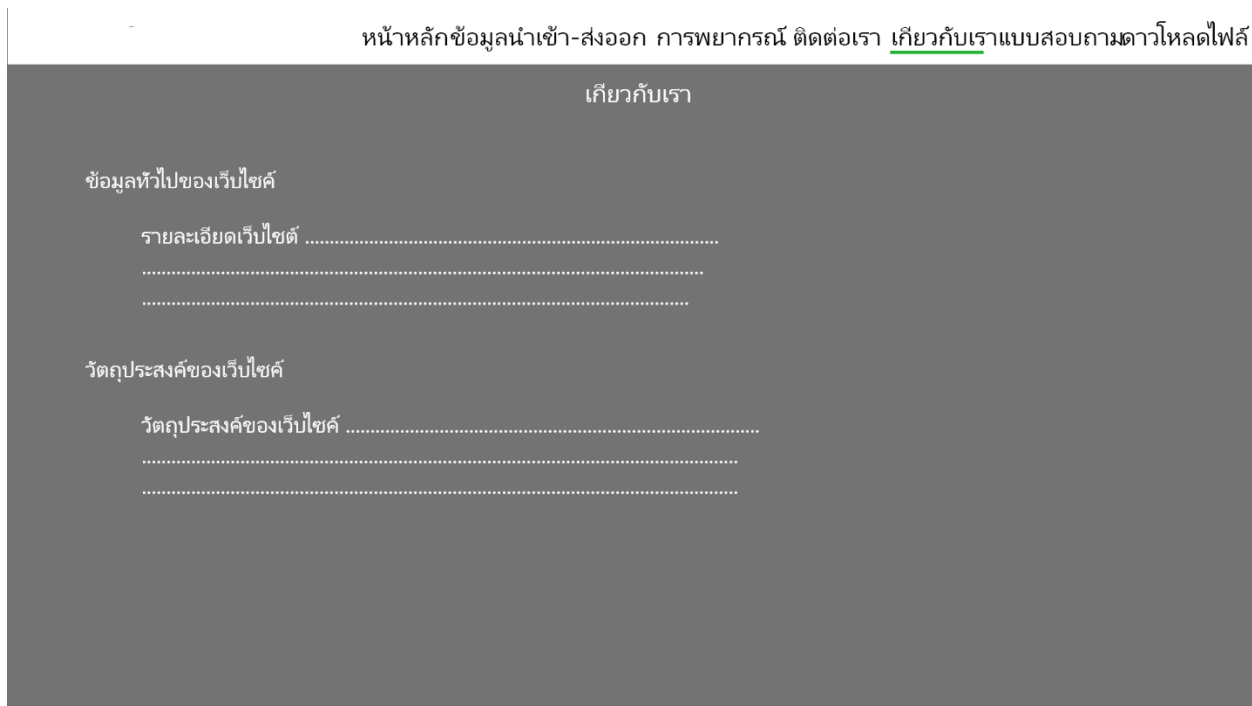 หน้าหลัก ข้อมูลนำเข้า-ส่งออก การพยากรณ์ ติดต่อเรา เกี่ยวกับเรา แบบสอบถาม ดาวโหลดไฟล์
เกี่ยวกับเรา
ข้อมูลทั่วไปของเว็บไซค์
รายละเอียดเว็บไชต์ ....................................................................................
..................................................................................................................
...............................................................................................................
วัตถุประสงค์ของเว็บไซค์
วัตถุประสงค์ของเว็บไซค์ ....................................................................................
.........................................................................................................................
.........................................................................................................................